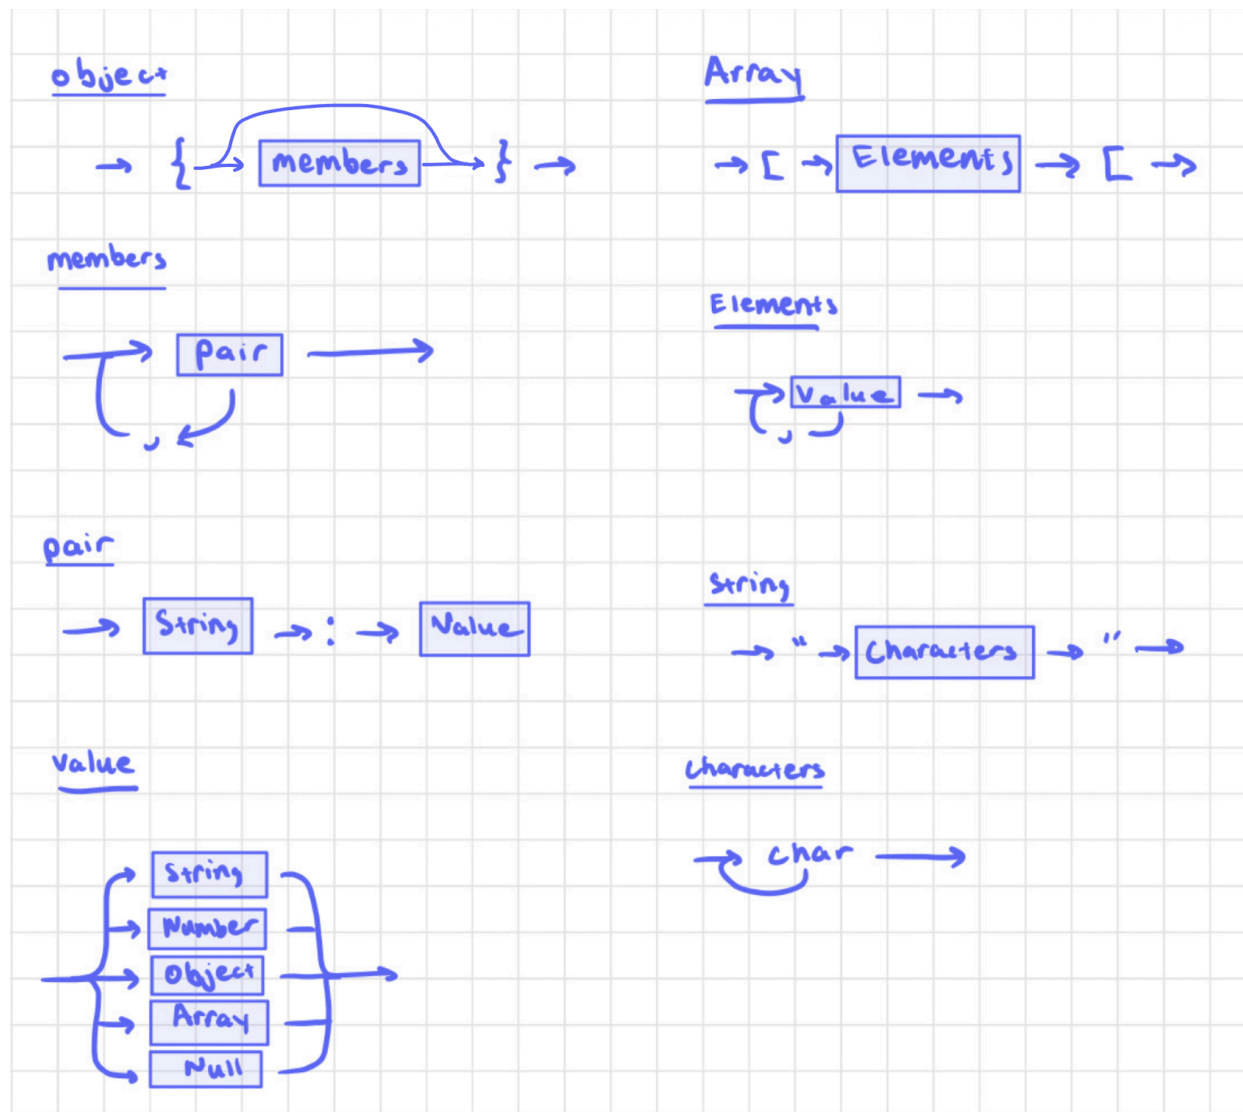 object
{ members }
members
pair
,
pair
String : Value
value
String
Number
Object
Array
Null
Array
[ Elements [
Elements
Value
,
String
" Characters "
Characters
char